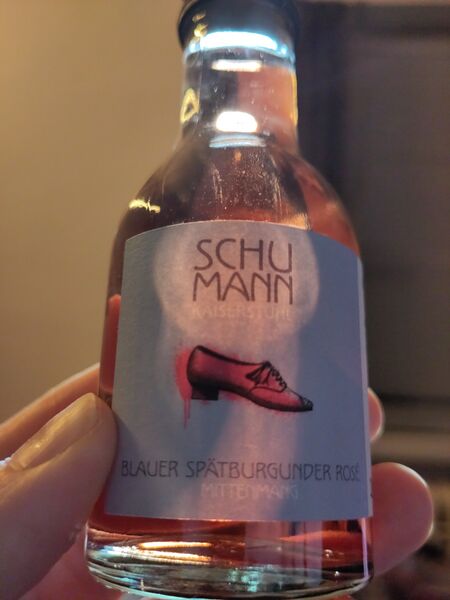 SCHU
MANN
KAISERSTUHL
BLAUER SPÄTBURGUNDER ROSÉ
MITTENMANG